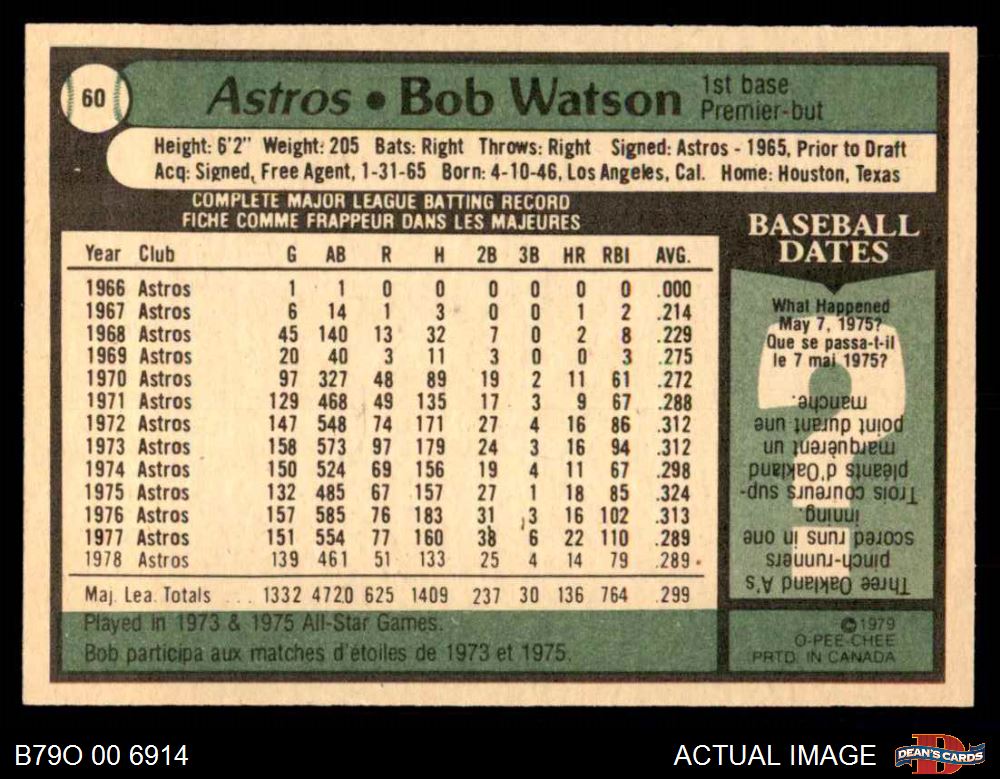 60
Astros • Bob Watson
1st base
Premier-but
Height: 6'2" Weight: 205 Bats: Right Throws: Right Signed: Astros - 1965, Prior to Draft
Acq: Signed, Free Agent, 1-31-65 Born: 4-10-46, Los Angeles, Cal. Home: Houston, Texas
COMPLETE MAJOR LEAGUE BATTING RECORD
FICHE COMME FRAPPEUR DANS LES MAJEURES
Year Club G AB R H 2B 3B HR RBI AVG.
1966 Astros 1 1 0 0 0 0 0 0 .000
1967 Astros 6 14 1 3 0 0 1 2 .214
1968 Astros 45 140 13 32 7 0 2 8 .229
1969 Astros 20 40 3 11 3 0 0 3 .275
1970 Astros 97 327 48 89 19 2 11 61 .272
1971 Astros 129 468 49 135 17 3 9 67 .288
1972 Astros 147 548 74 171 27 4 16 86 .312
1973 Astros 158 573 97 179 24 3 16 94 .312
1974 Astros 150 524 69 156 19 4 11 67 .298
1975 Astros 132 485 67 157 27 1 18 85 .324
1976 Astros 157 585 76 183 31 3 16 102 .313
1977 Astros 151 554 77 160 38 6 22 110 .289
1978 Astros 139 461 51 133 25 4 14 79 .289
Maj. Lea. Totals ... 1332 4720 625 1409 237 30 136 764 .299
Played in 1973 & 1975 All-Star Games.
Bob participa aux matches d'étoiles de 1973 et 1975.
BASEBALL
DATES
What Happened
May 7, 1975?
Que se passa-t-il
le 7 mai 1975?
Three Oakland A's
pinch-runners
scored runs in one
inning.
Trois coureurs sup-
pléants d'Oakland
marquèrent un
point durant une
manche.
©1979
O-PEE-CHEE
PRTD. IN CANADA
B79O 00 6914
ACTUAL IMAGE
DEAN'S CARDS